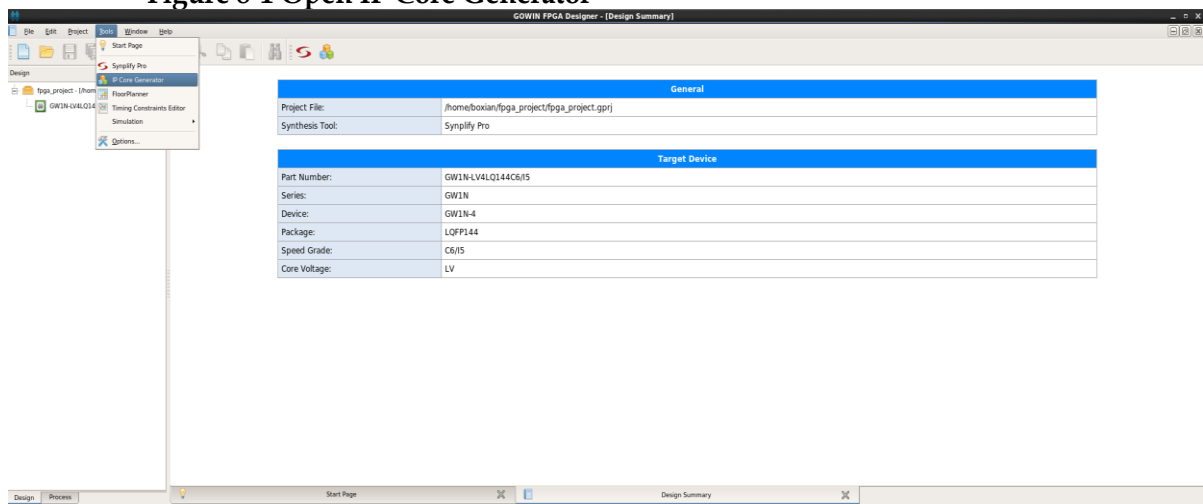 Figure 6-1 Open IP Core Generator
GOWIN FPGA Designer - [Design Summary]
File Edit Project Tools Window Help
Start Page
Synplify Pro
IP Core Generator
FloorPlanner
Timing Constraints Editor
Simulation
Options...
Design
fpga_project - [/hom
GW1N-LV4LQ14
General
Project File: /home/boxian/fpga_project/fpga_project.gprj
Synthesis Tool: Synplify Pro
Target Device
Part Number: GW1N-LV4LQ144C6/I5
Series: GW1N
Device: GW1N-4
Package: LQFP144
Speed Grade: C6/I5
Core Voltage: LV
Design Process Start Page Design Summary